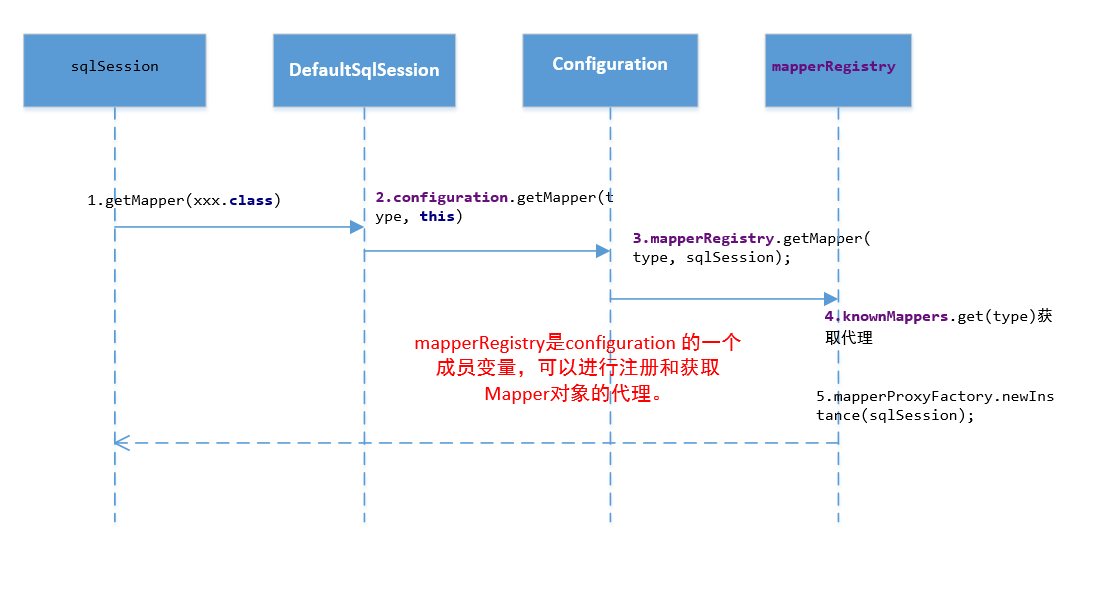 sqlSession
DefaultSqlSession
Configuration
mapperRegistry
1.getMapper(xxx.class)
2.configuration.getMapper(t
ype, this)
3.mapperRegistry.getMapper(
type, sqlSession);
4.knownMappers.get(type)获
取代理
mapperRegistry是configuration 的一个
成员变量，可以进行注册和获取
Mapper对象的代理。
5.mapperProxyFactory.newIns
tance(sqlSession);